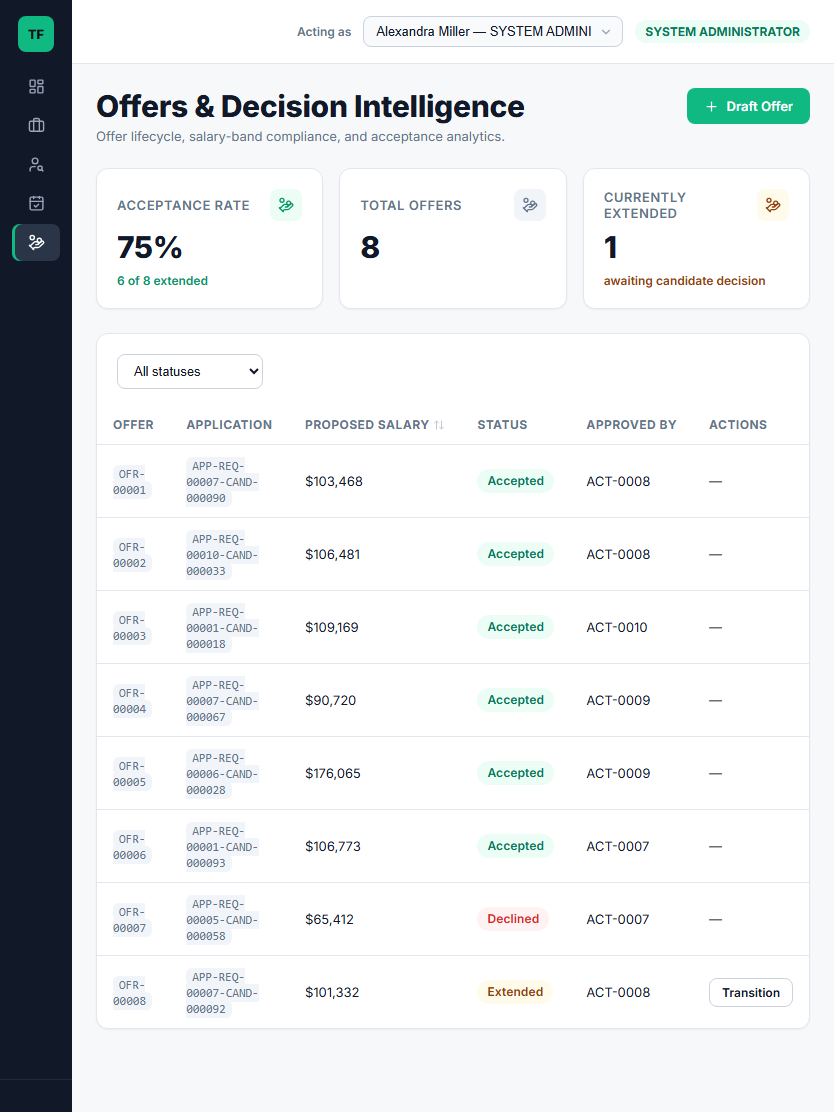 TF
Acting as
Alexandra Miller — SYSTEM ADMINI
SYSTEM ADMINISTRATOR
Offers & Decision Intelligence
Offer lifecycle, salary-band compliance, and acceptance analytics.
Draft Offer
ACCEPTANCE RATE
75%
6 of 8 extended
TOTAL OFFERS
8
CURRENTLY
EXTENDED
1
awaiting candidate decision
All statuses
OFFER APPLICATION PROPOSED SALARY STATUS APPROVED BY ACTIONS
OFR-
00001
APP-REQ-
00007-CAND-
000090
$103,468 Accepted ACT-0008 —
OFR-
00002
APP-REQ-
00010-CAND-
000033
$106,481 Accepted ACT-0008 —
OFR-
00003
APP-REQ-
00001-CAND-
000018
$109,169 Accepted ACT-0010 —
OFR-
00004
APP-REQ-
00007-CAND-
000067
$90,720 Accepted ACT-0009 —
OFR-
00005
APP-REQ-
00006-CAND-
000028
$176,065 Accepted ACT-0009 —
OFR-
00006
APP-REQ-
00001-CAND-
000093
$106,773 Accepted ACT-0007 —
OFR-
00007
APP-REQ-
00005-CAND-
000058
$65,412 Declined ACT-0007 —
OFR-
00008
APP-REQ-
00007-CAND-
000092
$101,332 Extended ACT-0008 Transition